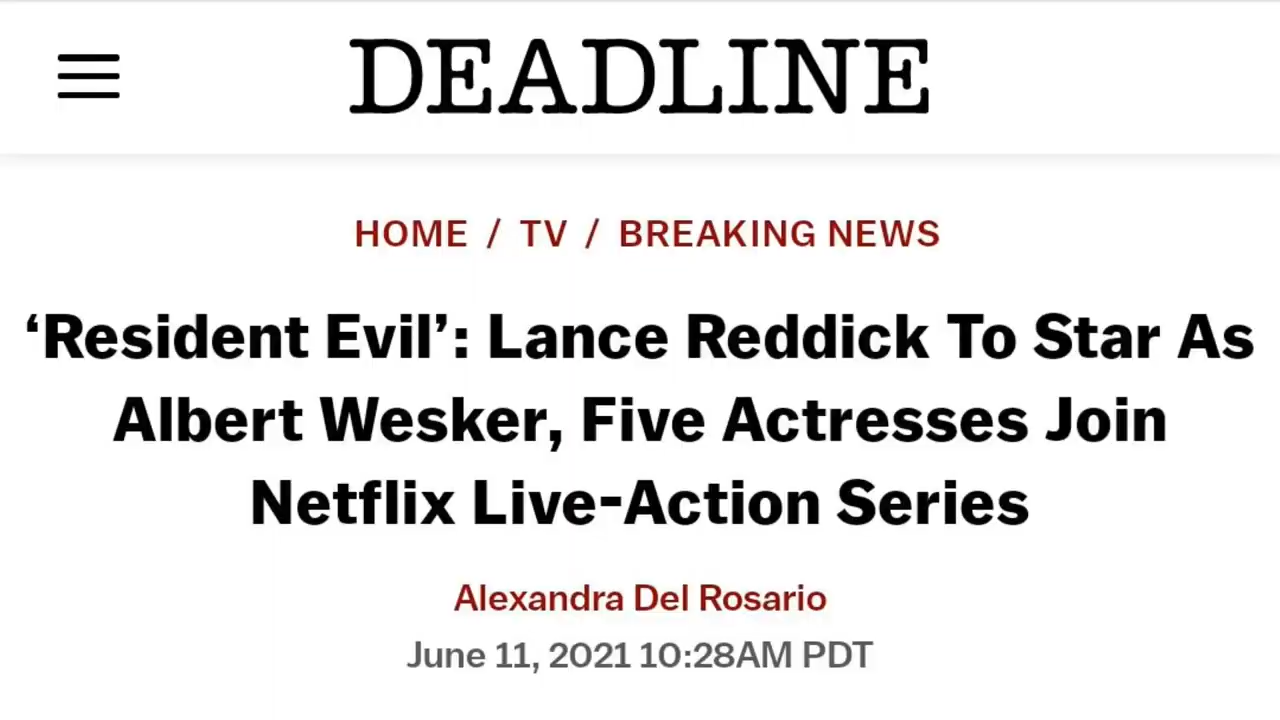 DEADLINE
HOME / TV / BREAKING NEWS
‘Resident Evil’: Lance Reddick To Star As
Albert Wesker, Five Actresses Join
Netflix Live-Action Series
Alexandra Del Rosario
June 11, 2021 10:28AM PDT